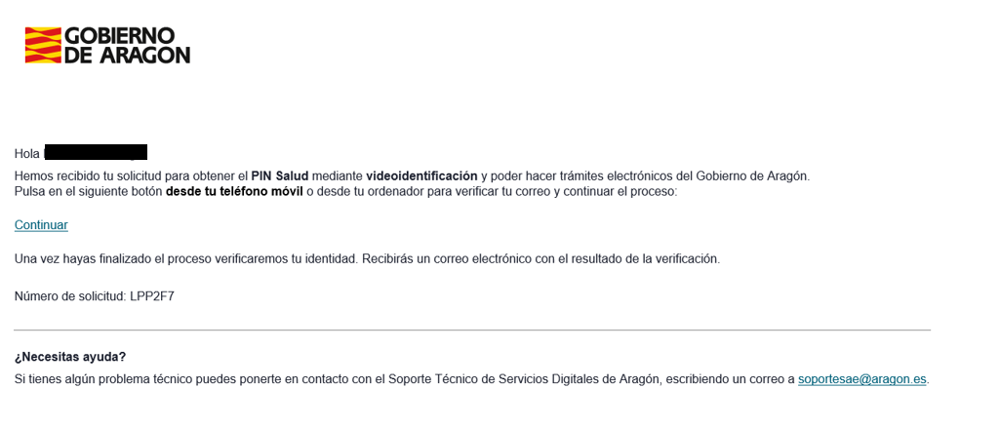 GOBIERNO
DE ARAGON
Hola
Hemos recibido tu solicitud para obtener el PIN Salud mediante videoidentificación y poder hacer trámites electrónicos del Gobierno de Aragón.
Pulsa en el siguiente botón desde tu teléfono móvil o desde tu ordenador para verificar tu correo y continuar el proceso:
Continuar
Una vez hayas finalizado el proceso verificaremos tu identidad. Recibirás un correo electrónico con el resultado de la verificación.
Número de solicitud: LPP2F7
¿Necesitas ayuda?
Si tienes algún problema técnico puedes ponerte en contacto con el Soporte Técnico de Servicios Digitales de Aragón, escribiendo un correo a soportesae@aragon.es.